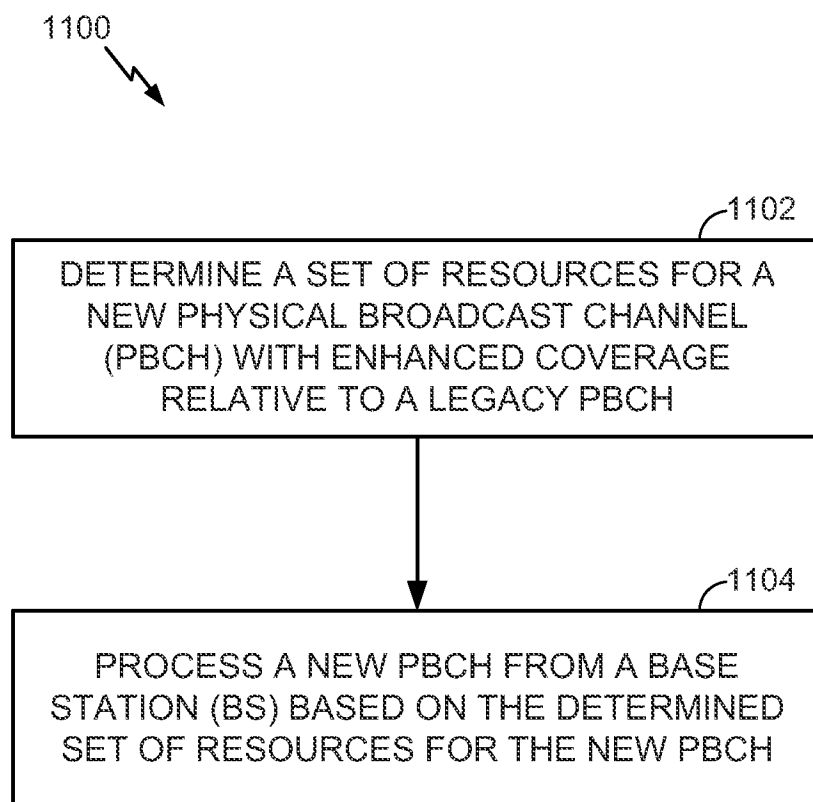 1100
1102
DETERMINE A SET OF RESOURCES FOR A
NEW PHYSICAL BROADCAST CHANNEL
(PBCH) WITH ENHANCED COVERAGE
RELATIVE TO A LEGACY PBCH
1104
PROCESS A NEW PBCH FROM A BASE
STATION (BS) BASED ON THE DETERMINED
SET OF RESOURCES FOR THE NEW PBCH